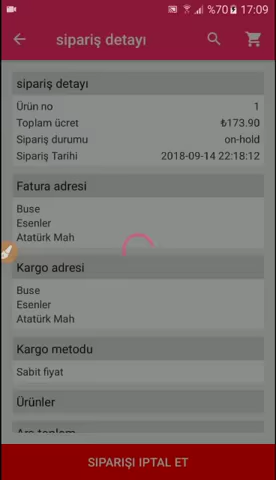 %70 17:09
sipariş detayı
sipariş detayı
Ürün no 1
Toplam ücret ₺173.90
Sipariş durumu on-hold
Sipariş Tarihi 2018-09-14 22:18:12
Fatura adresi
Buse
Esenler
Atatürk Mah
Kargo adresi
Buse
Esenler
Atatürk Mah
Kargo metodu
Sabit fiyat
Ürünler
Ara toplam
SIPARIŞI IPTAL ET